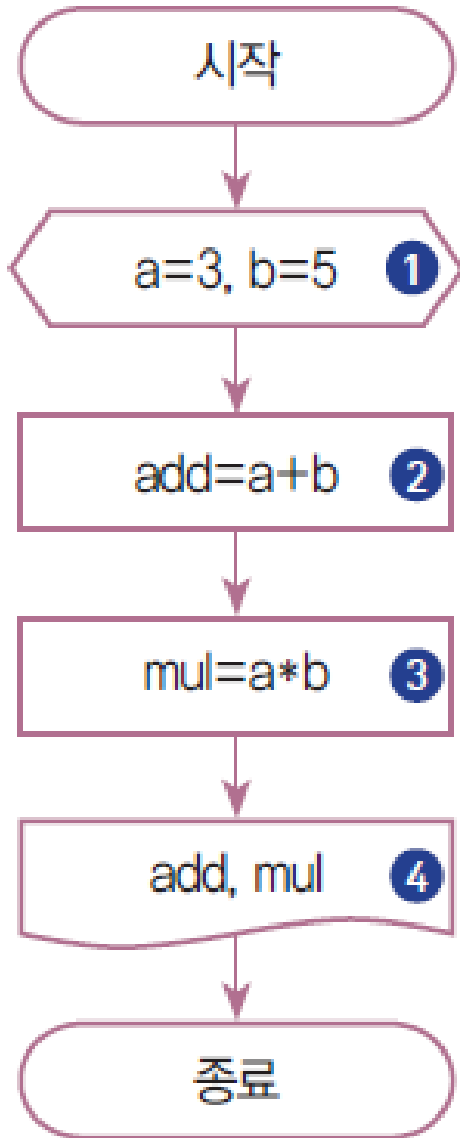 시작
a=3, b=5 1
add=a+b 2
mul=a*b 3
add, mul 4
종료